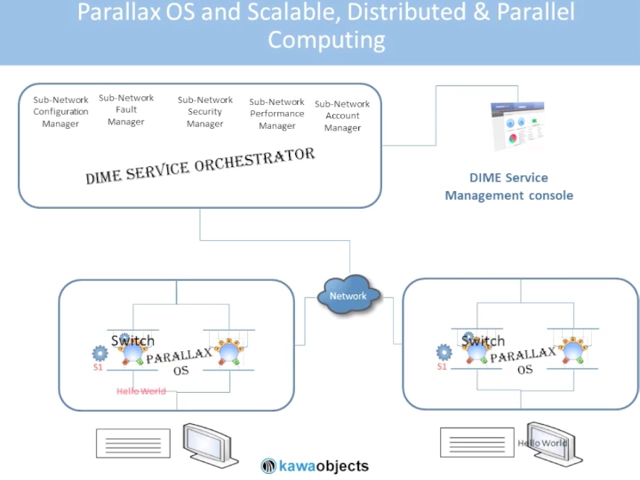 Parallax OS and Scalable, Distributed & Parallel
Computing
Sub-Network
Configuration
Manager
Sub-Network
Fault
Manager
Sub-Network
Security
Manager
Sub-Network
Performance
Manager
Sub-Network
Account
Manager
DIME SERVICE ORCHESTRATOR
DIME Service
Management console
Network
Switch
S1
PARALLAX
OS
Hello World
Switch
S1
PARALLAX
OS
Hello World
kawaobjects